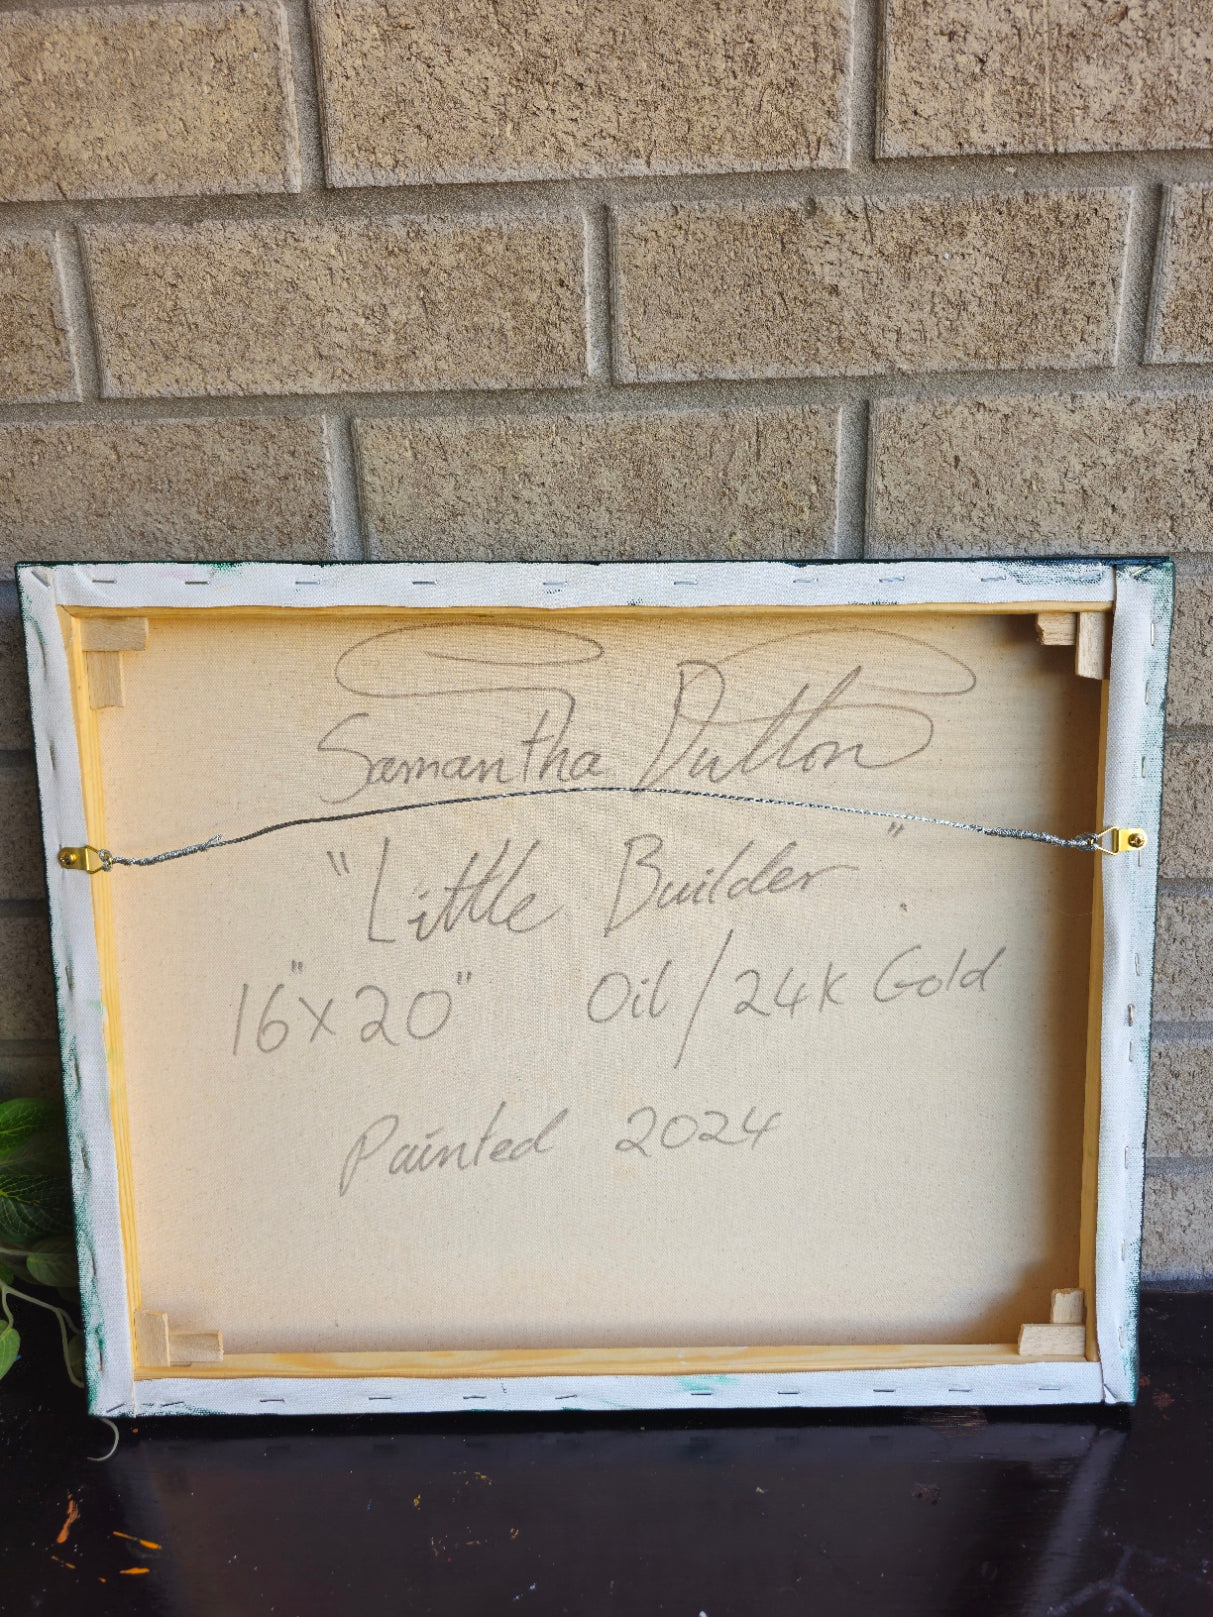 Samantha Dutton
"Little Builder"
16"x20" Oil/24K Gold
Painted 2024